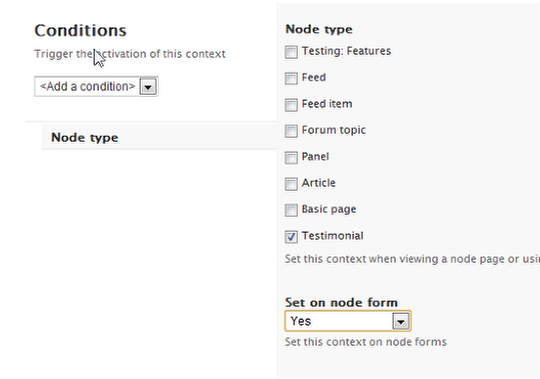 Conditions
Trigger the activation of this context
<Add a condition>
Node type
Node type
Testing: Features
Feed
Feed item
Forum topic
Panel
Article
Basic page
Testimonial
Set this context when viewing a node page or usin
Set on node form
Yes
Set this context on node forms